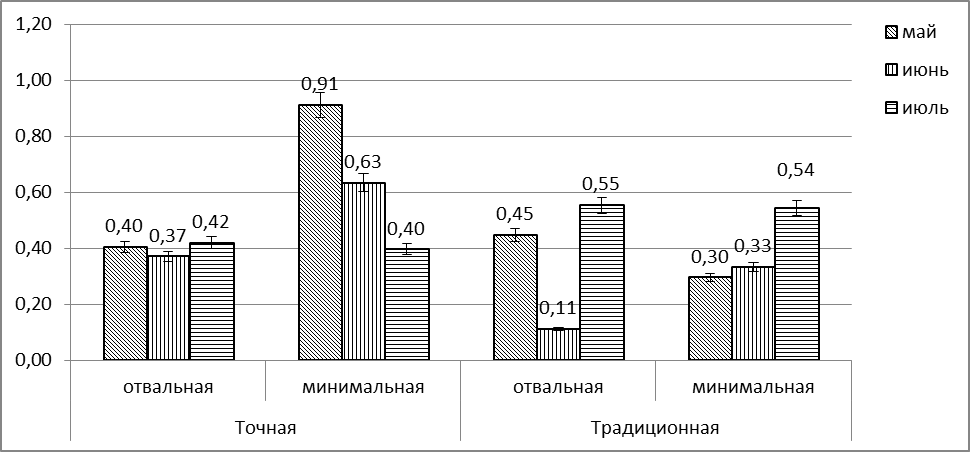 1,20
1,00
0,80
0,60
0,40
0,20
0,00
0,40
0,37
0,42
0,91
0,63
0,40
0,45
0,11
0,55
0,30
0,33
0,54
отвальная
минимальная
отвальная
минимальная
Точная
Традиционная
май
июнь
июль